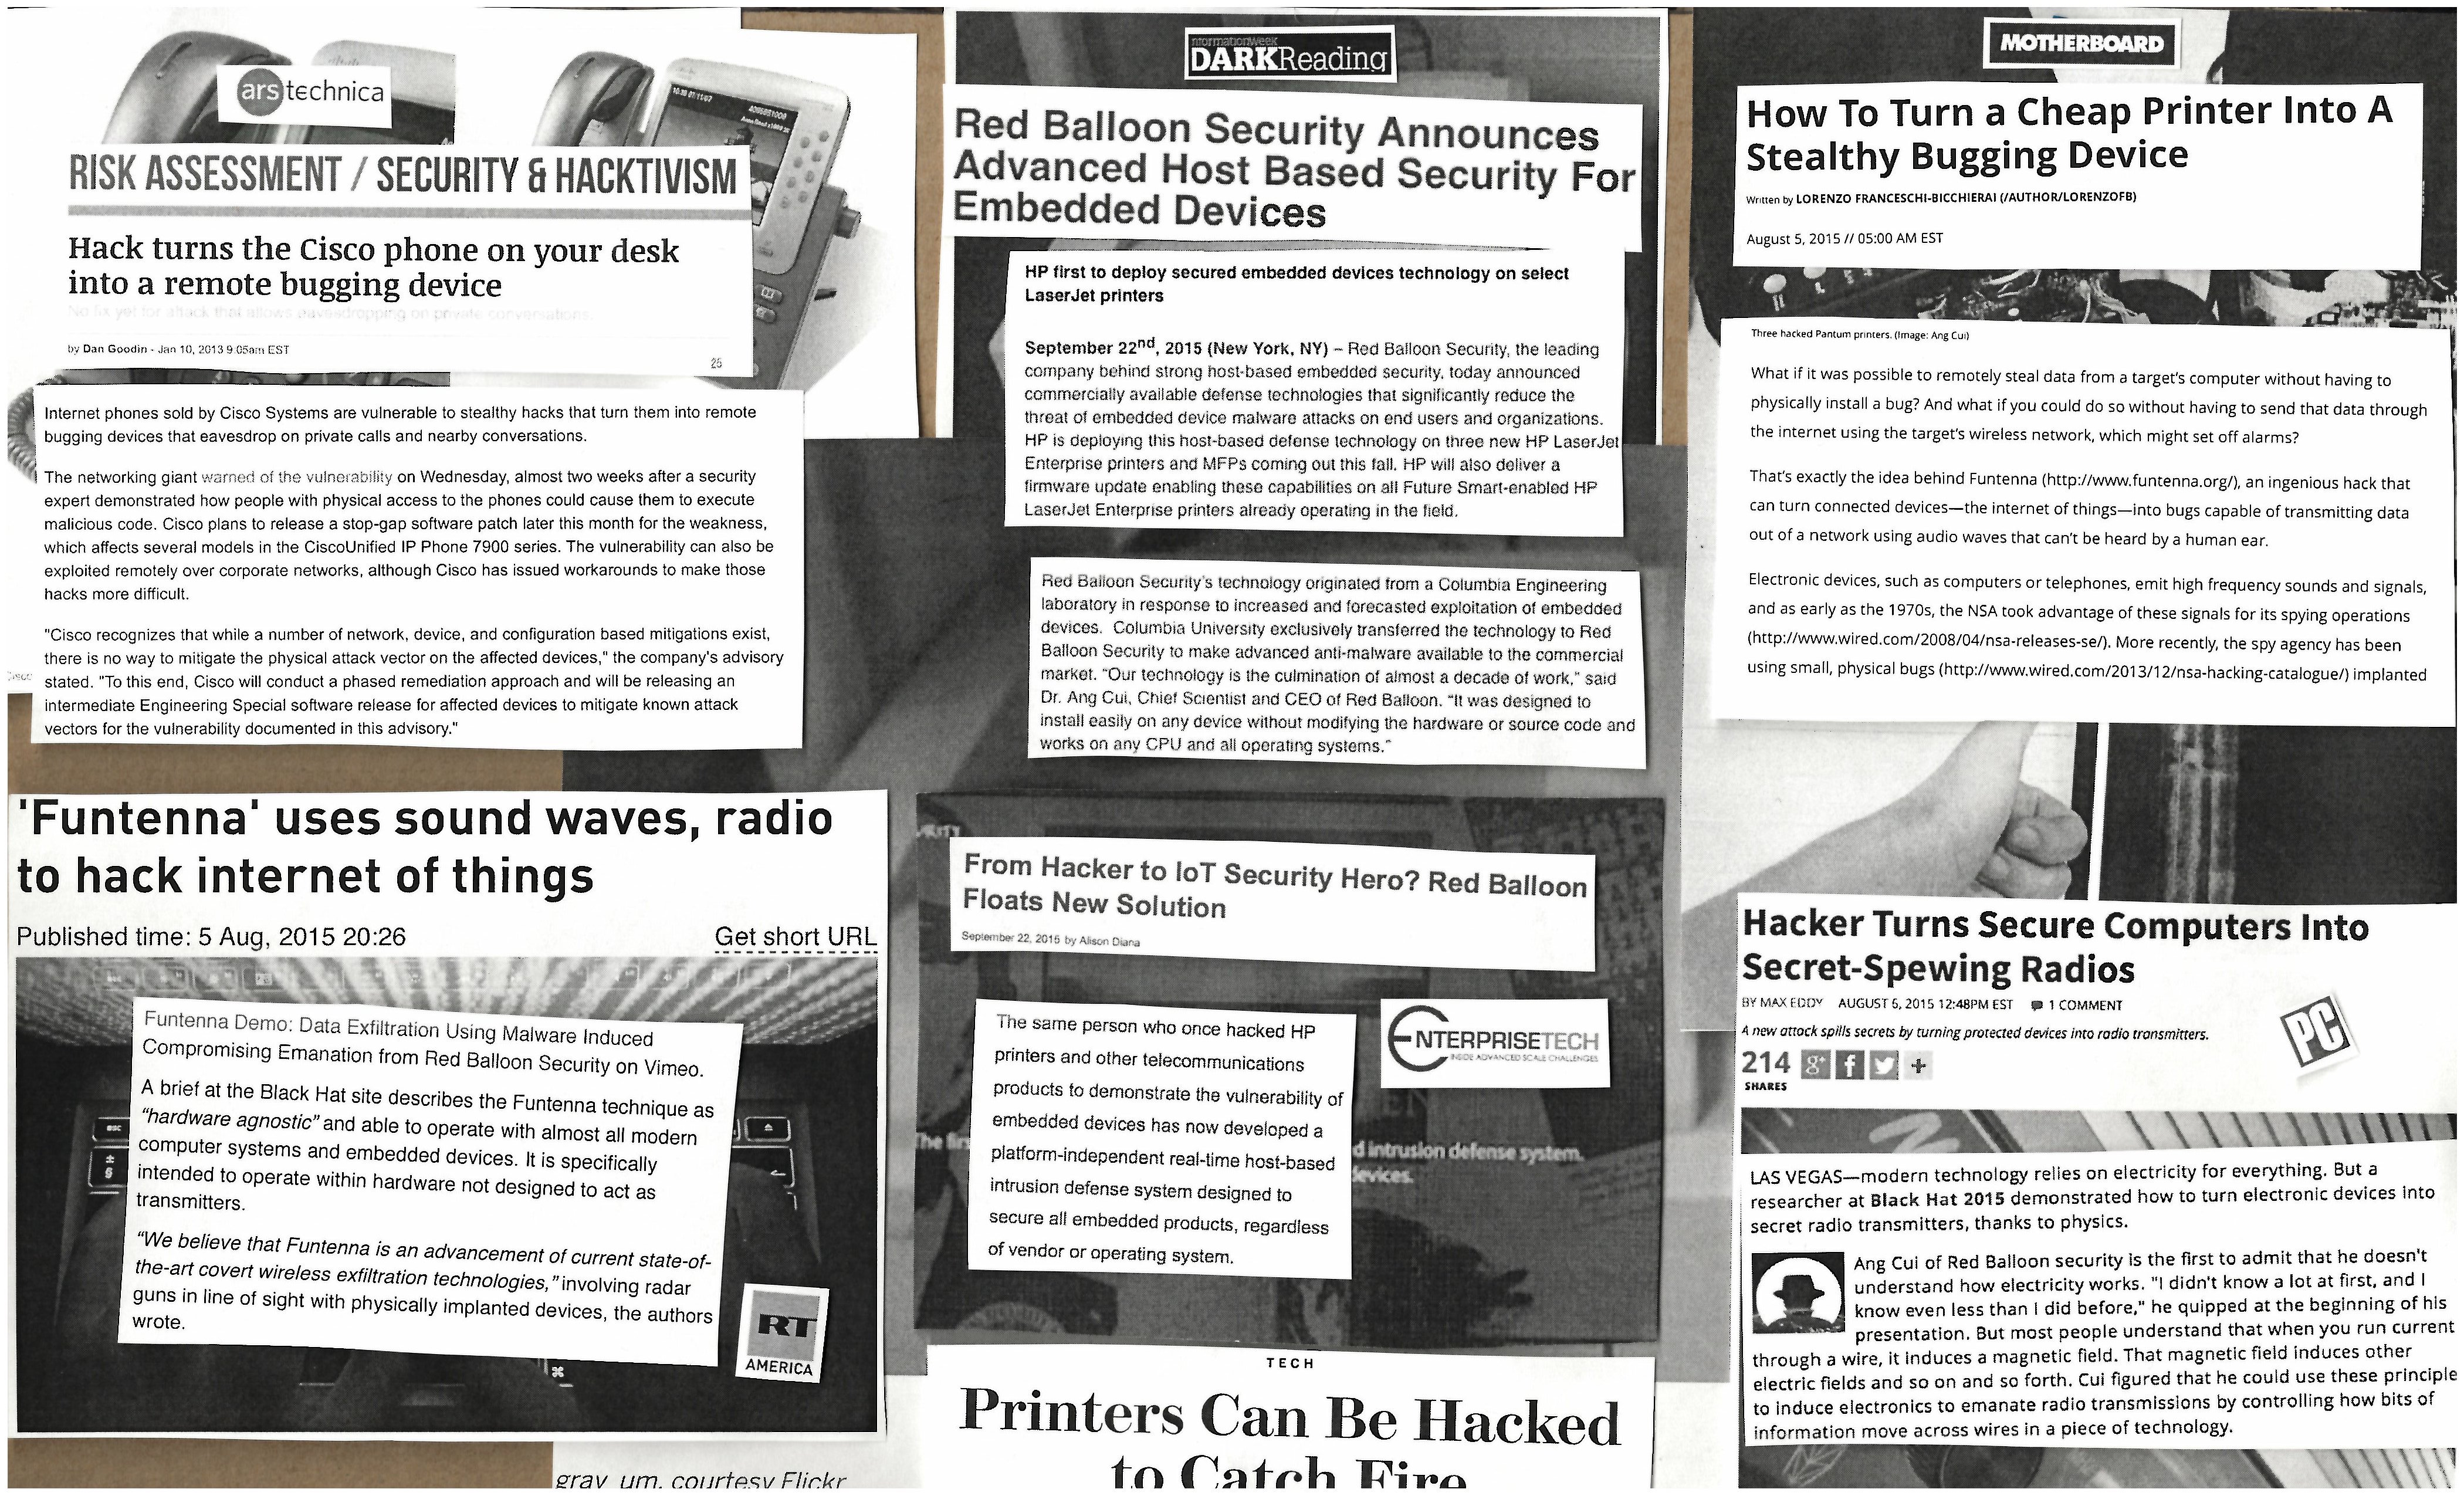 ars technica
10:39 01/11/07
RISK ASSESSMENT / SECURITY & HACKTIVISM
Hack turns the Cisco phone on your desk
into a remote bugging device
No fix yet for attack that allows eavesdropping on private conversations.
by Dan Goodin - Jan 10, 2013 9:05am EST
25
Internet phones sold by Cisco Systems are vulnerable to stealthy hacks that turn them into remote
bugging devices that eavesdrop on private calls and nearby conversations.
The networking giant warned of the vulnerability on Wednesday, almost two weeks after a security
expert demonstrated how people with physical access to the phones could cause them to execute
malicious code. Cisco plans to release a stop-gap software patch later this month for the weakness,
which affects several models in the CiscoUnified IP Phone 7900 series. The vulnerability can also be
exploited remotely over corporate networks, although Cisco has issued workarounds to make those
hacks more difficult.
"Cisco recognizes that while a number of network, device, and configuration based mitigations exist,
there is no way to mitigate the physical attack vector on the affected devices," the company's advisory
stated. "To this end, Cisco will conduct a phased remediation approach and will be releasing an
intermediate Engineering Special software release for affected devices to mitigate known attack
vectors for the vulnerability documented in this advisory."
Cisco
'Funtenna' uses sound waves, radio
to hack internet of things
Published time: 5 Aug, 2015 20:26
Get short URL
Funtenna Demo: Data Exfiltration Using Malware Induced
Compromising Emanation from Red Balloon Security on Vimeo.
A brief at the Black Hat site describes the Funtenna technique as
"hardware agnostic" and able to operate with almost all modern
computer systems and embedded devices. It is specifically
intended to operate within hardware not designed to act as
transmitters.
"We believe that Funtenna is an advancement of current state-of-
the-art covert wireless exfiltration technologies," involving radar
guns in line of sight with physically implanted devices, the authors
wrote.
esc
RT
AMERICA
gray_um, courtesy Flickr
InformationWeek
DARKReading
Red Balloon Security Announces
Advanced Host Based Security For
Embedded Devices
HP first to deploy secured embedded devices technology on select
LaserJet printers
September 22nd, 2015 (New York, NY) – Red Balloon Security, the leading
company behind strong host-based embedded security, today announced
commercially available defense technologies that significantly reduce the
threat of embedded device malware attacks on end users and organizations.
HP is deploying this host-based defense technology on three new HP LaserJet
Enterprise printers and MFPs coming out this fall. HP will also deliver a
firmware update enabling these capabilities on all Future Smart-enabled HP
LaserJet Enterprise printers already operating in the field.
Red Balloon Security's technology originated from a Columbia Engineering
laboratory in response to increased and forecasted exploitation of embedded
devices. Columbia University exclusively transferred the technology to Red
Balloon Security to make advanced anti-malware available to the commercial
market. "Our technology is the culmination of almost a decade of work," said
Dr. Ang Cui, Chief Scientist and CEO of Red Balloon. "It was designed to
install easily on any device without modifying the hardware or source code and
works on any CPU and all operating systems."
From Hacker to IoT Security Hero? Red Balloon
Floats New Solution
September 22, 2015 by Alison Diana
The same person who once hacked HP
printers and other telecommunications
products to demonstrate the vulnerability of
embedded devices has now developed a
platform-independent real-time host-based
intrusion defense system designed to
secure all embedded products, regardless
of vendor or operating system.
ENTERPRISETECH
INSIDE ADVANCED SCALE CHALLENGES
The fir
d intrusion defense system.
devices.
TECH
Printers Can Be Hacked
to Catch Fire
MOTHERBOARD
How To Turn a Cheap Printer Into A
Stealthy Bugging Device
Written by LORENZO FRANCESCHI-BICCHIERAI (/AUTHOR/LORENZOFB)
August 5, 2015 // 05:00 AM EST
Three hacked Pantum printers. (Image: Ang Cui)
What if it was possible to remotely steal data from a target's computer without having to
physically install a bug? And what if you could do so without having to send that data through
the internet using the target's wireless network, which might set off alarms?
That's exactly the idea behind Funtenna (http://www.funtenna.org/), an ingenious hack that
can turn connected devices—the internet of things—into bugs capable of transmitting data
out of a network using audio waves that can't be heard by a human ear.
Electronic devices, such as computers or telephones, emit high frequency sounds and signals,
and as early as the 1970s, the NSA took advantage of these signals for its spying operations
(http://www.wired.com/2008/04/nsa-releases-se/). More recently, the spy agency has been
using small, physical bugs (http://www.wired.com/2013/12/nsa-hacking-catalogue/) implanted
Hacker Turns Secure Computers Into
Secret-Spewing Radios
BY MAX EDDY AUGUST 5, 2015 12:48PM EST 1 COMMENT
A new attack spills secrets by turning protected devices into radio transmitters.
214
SHARES
g+ f +
PC
LAS VEGAS—modern technology relies on electricity for everything. But a
researcher at Black Hat 2015 demonstrated how to turn electronic devices into
secret radio transmitters, thanks to physics.
Ang Cui of Red Balloon security is the first to admit that he doesn't
understand how electricity works. "I didn't know a lot at first, and I
know even less than I did before," he quipped at the beginning of his
presentation. But most people understand that when you run current
through a wire, it induces a magnetic field. That magnetic field induces other
electric fields and so on and so forth. Cui figured that he could use these principle
to induce electronics to emanate radio transmissions by controlling how bits of
information move across wires in a piece of technology.